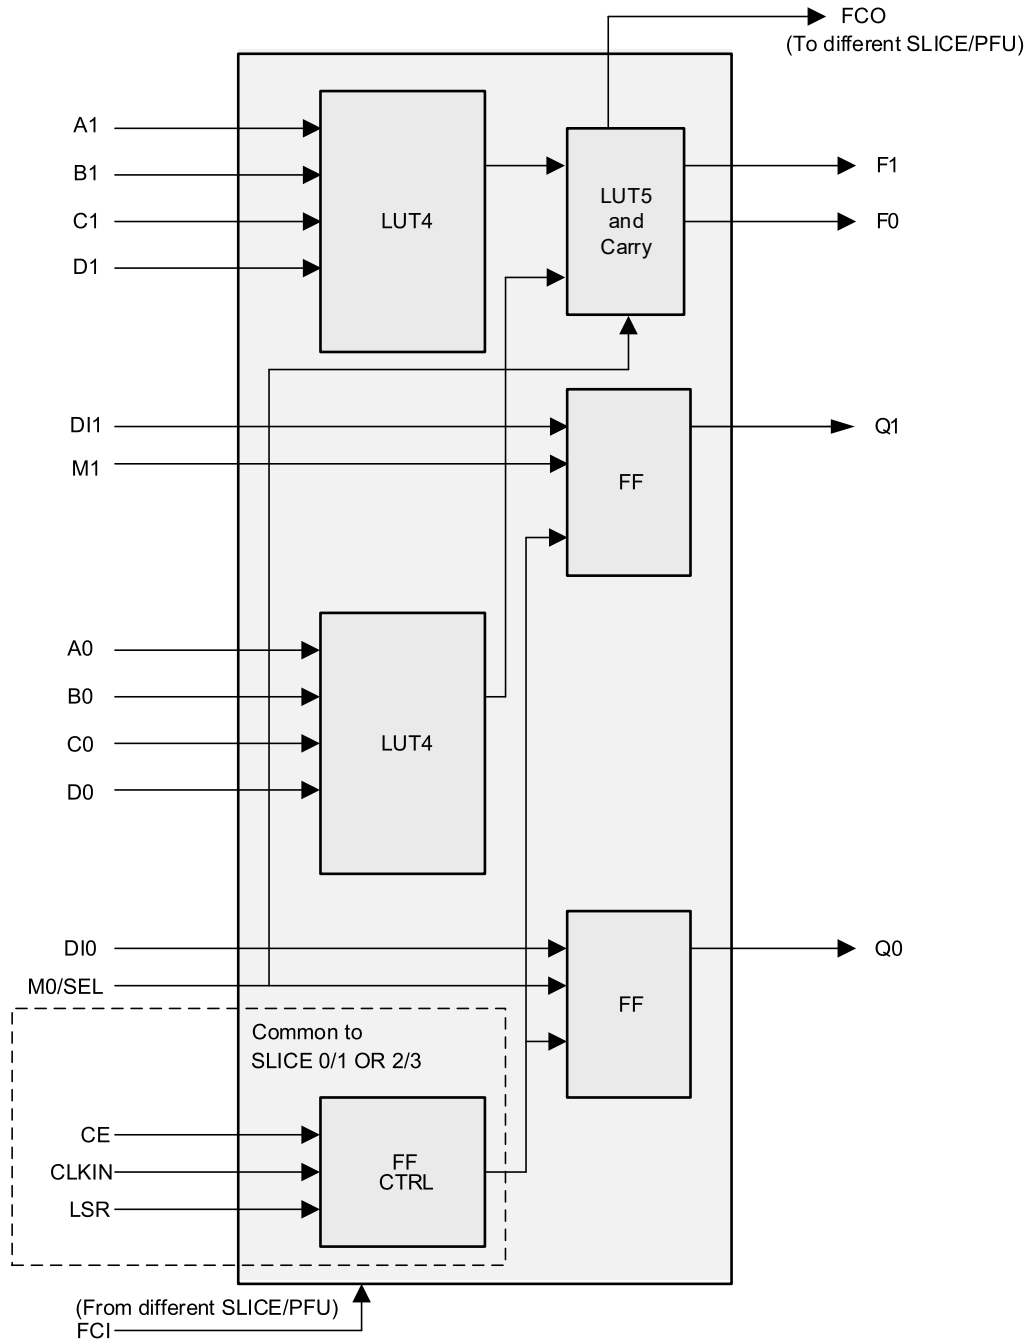 FCO
(To different SLICE/PFU)
A1
B1
C1
D1
LUT4
LUT5
and
Carry
F1
F0
DI1
M1
FF
Q1
A0
B0
C0
D0
LUT4
DI0
M0/SEL
FF
Q0
Common to
SLICE 0/1 OR 2/3
CE
CLKIN
LSR
FF
CTRL
(From different SLICE/PFU)
FCI